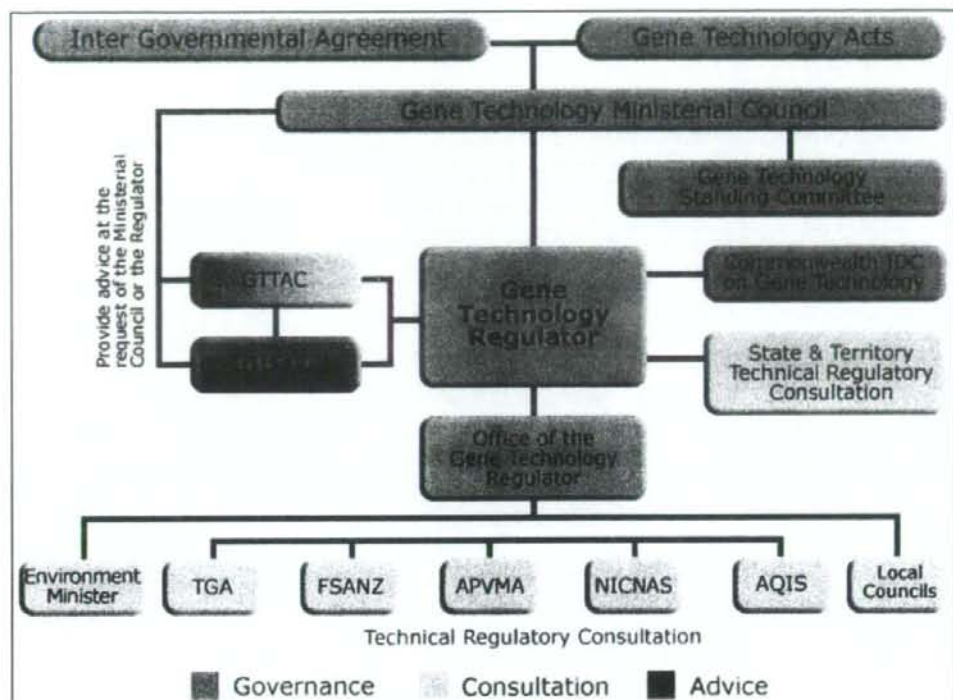 Inter Governmental Agreement
Gene Technology Acts
Gene Technology Ministerial Council
Gene Technology
Standing Committee
Provide advice at the
request of the Ministerial
Council or the Regulator
GTTAC
Gene
Technology
Regulator
Commonwealth IDC
on Gene Technology
State & Territory
Technical Regulatory
Consultation
Office of the
Gene Technology
Regulator
Environment
Minister
TGA
FSANZ
APVMA
NICNAS
AQIS
Local
Councils
Technical Regulatory Consultation
Governance
Consultation
Advice